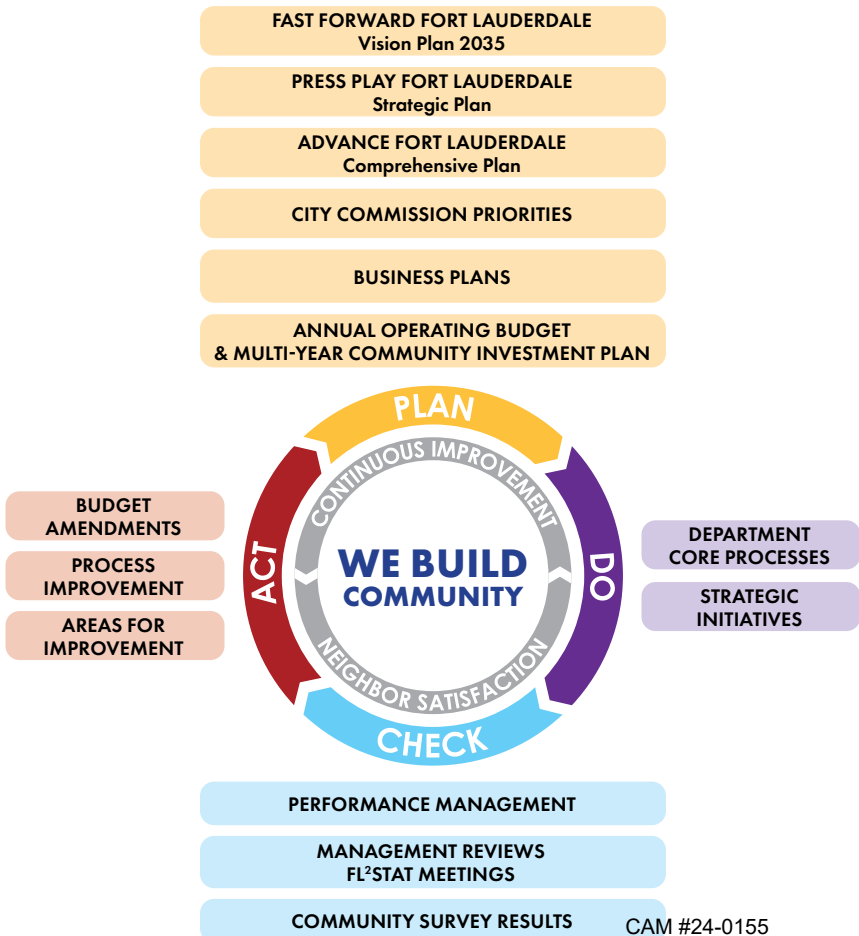 FAST FORWARD FORT LAUDERDALE
Vision Plan 2035
PRESS PLAY FORT LAUDERDALE
Strategic Plan
ADVANCE FORT LAUDERDALE
Comprehensive Plan
CITY COMMISSION PRIORITIES
BUSINESS PLANS
ANNUAL OPERATING BUDGET
& MULTI-YEAR COMMUNITY INVESTMENT PLAN
PLAN
CONTINUOUS IMPROVEMENT
BUDGET
AMENDMENTS
PROCESS
IMPROVEMENT
AREAS FOR
IMPROVEMENT
ACT
WE BUILD
COMMUNITY
DO
DEPARTMENT
CORE PROCESSES
STRATEGIC
INITIATIVES
NEIGHBOR SATISFACTION
CHECK
PERFORMANCE MANAGEMENT
MANAGEMENT REVIEWS
FL²STAT MEETINGS
COMMUNITY SURVEY RESULTS
CAM #24-0155